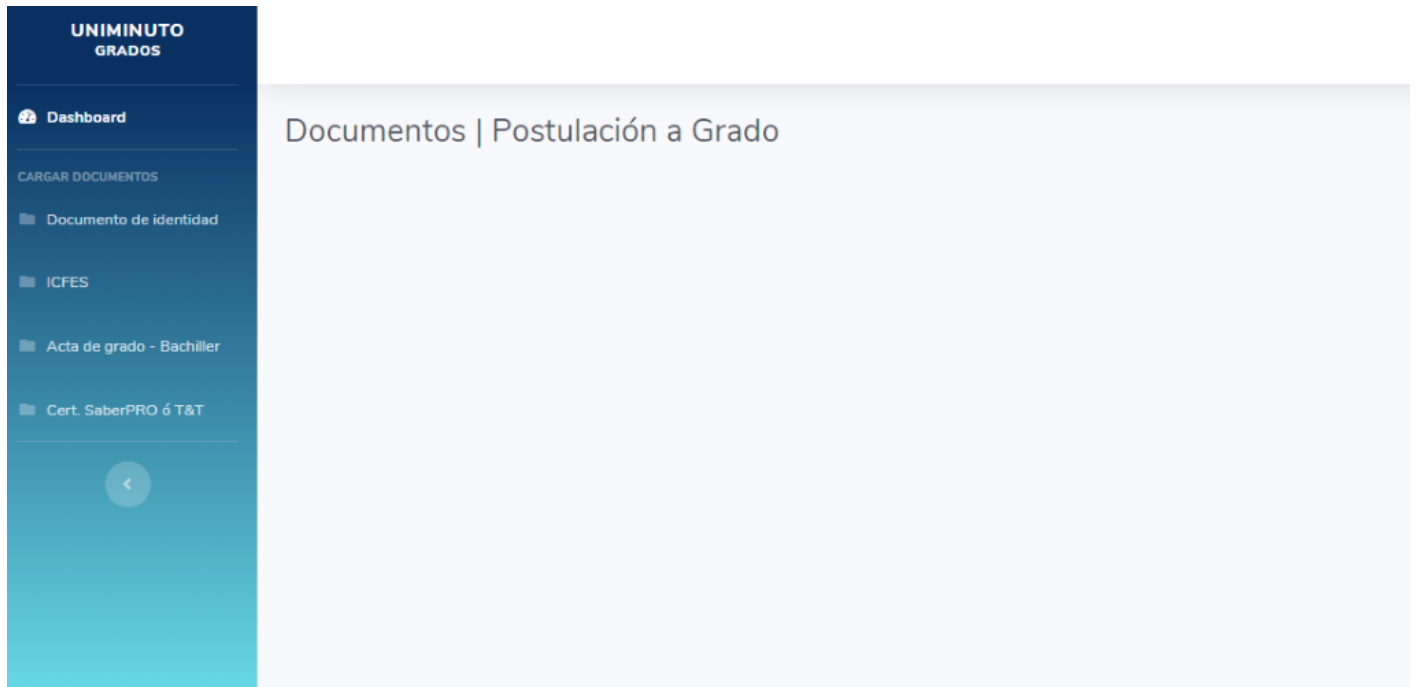 UNIMINUTO
GRADOS
Dashboard
CARGAR DOCUMENTOS
Documento de identidad
ICFES
Acta de grado - Bachiller
Cert. SaberPRO ó T&T
Documentos | Postulación a Grado